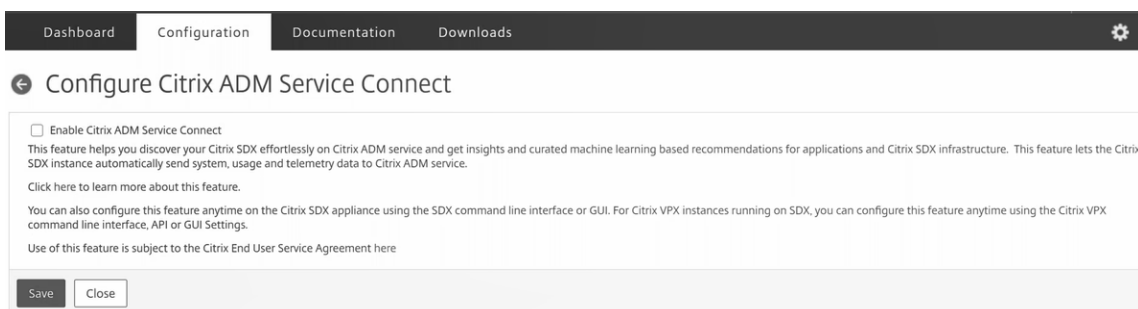 Dashboard Configuration Documentation Downloads
Configure Citrix ADM Service Connect
Enable Citrix ADM Service Connect
This feature helps you discover your Citrix SDX effortlessly on Citrix ADM service and get insights and curated machine learning based recommendations for applications and Citrix SDX infrastructure. This feature lets the Citrix
SDX instance automatically send system, usage and telemetry data to Citrix ADM service.
Click here to learn more about this feature.
You can also configure this feature anytime on the Citrix SDX appliance using the SDX command line interface or GUI. For Citrix VPX instances running on SDX, you can configure this feature anytime using the Citrix VPX
command line interface, API or GUI Settings.
Use of this feature is subject to the Citrix End User Service Agreement here
Save Close